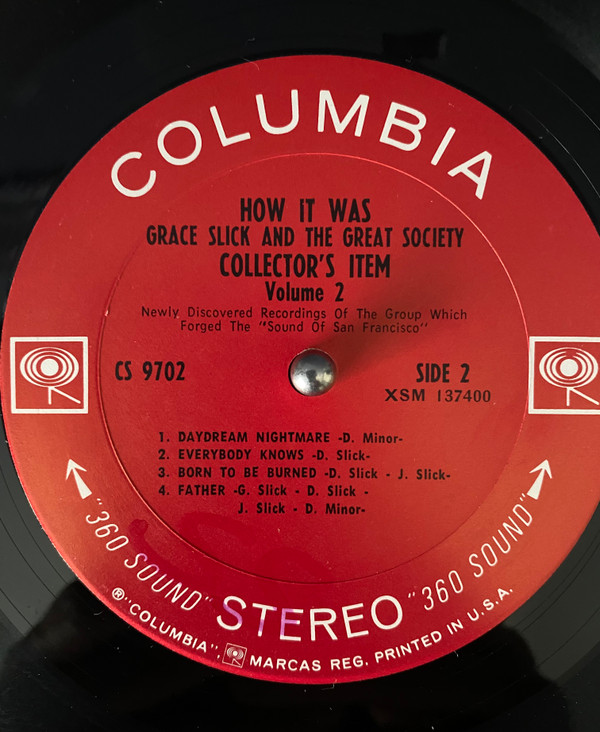 COLUMBIA
HOW IT WAS
GRACE SLICK AND THE GREAT SOCIETY
COLLECTOR'S ITEM
Volume 2
Newly Discovered Recordings Of The Group Which
Forged The "Sound Of San Francisco"
CS 9702
SIDE 2
XSM 137400
1. DAYDREAM NIGHTMARE -D. Minor-
2. EVERYBODY KNOWS -D. Slick-
3. BORN TO BE BURNED -D. Slick - J. Slick-
4. FATHER -G. Slick - D. Slick -
J. Slick - D. Minor-
"360 SOUND" STEREO "360 SOUND"
® "COLUMBIA", MARCAS REG. PRINTED IN U.S.A.